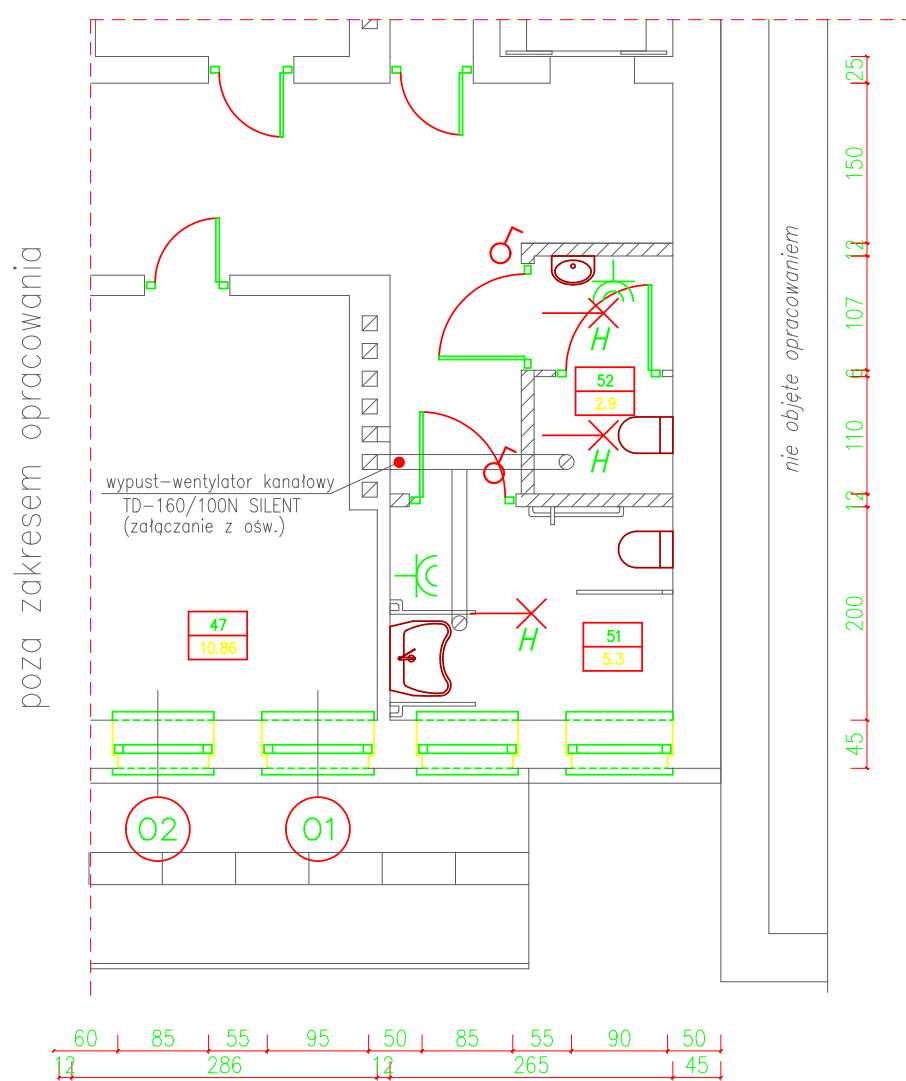 poza zakresem opracowania
nie objęte opracowaniem
wypust-wentylator kanałowy
TD-160/100N SILENT
(załączanie z ośw.)
52
2.9
47
10.86
51
5.3
H
H
H
O2
O1
25
150
12
107
110
12
200
45
60 85 55 95 50 85 55 90 50
12 286 12 265 45